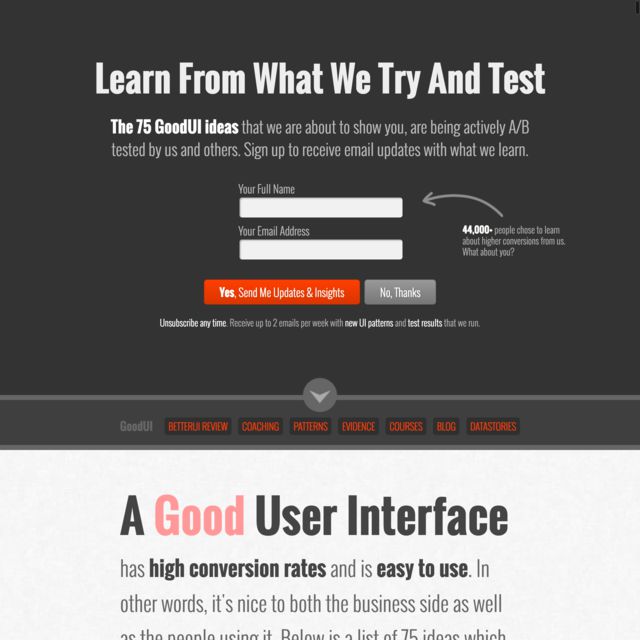 Learn From What We Try And Test
The 75 GoodUI ideas that we are about to show you, are being actively A/B
tested by us and others. Sign up to receive email updates with what we learn.
Your Full Name
Your Email Address
44,000+ people chose to learn
about higher conversions from us.
What about you?
Yes, Send Me Updates & Insights
No, Thanks
Unsubscribe any time. Receive up to 2 emails per week with new UI patterns and test results that we run.
GoodUI BETTERUI REVIEW COACHING PATTERNS EVIDENCE COURSES BLOG DATASTORIES
A Good User Interface
has high conversion rates and is easy to use. In
other words, it's nice to both the business side as well
as the people using it. Below is a list of 75 ideas which